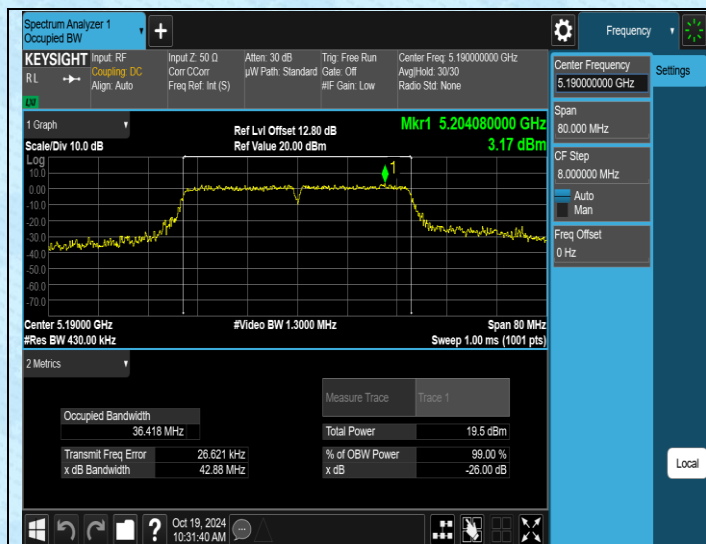 Spectrum Analyzer 1
Occupied BW
+
Frequency
KEYSIGHT
RL
LXI
Input: RF
Coupling: DC
Align: Auto
Input Z: 50 Ω
Corr CCorr
Freq Ref: Int (S)
Atten: 30 dB
µW Path: Standard
Trig: Free Run
Gate: Off
#IF Gain: Low
Center Freq: 5.190000000 GHz
Avg|Hold: 30/30
Radio Std: None
Center Frequency
5.190000000 GHz
Settings
Span
80.000 MHz
CF Step
8.000000 MHz
Auto
Man
Freq Offset
0 Hz
Local
1 Graph
Scale/Div 10.0 dB
Ref Lvl Offset 12.80 dB
Ref Value 20.00 dBm
Mkr1 5.204080000 GHz
3.17 dBm
Log
10.0
0.00
-10.0
-20.0
-30.0
-40.0
-50.0
-60.0
-70.0
1
Center 5.19000 GHz
#Res BW 430.00 kHz
#Video BW 1.3000 MHz
Span 80 MHz
Sweep 1.00 ms (1001 pts)
2 Metrics
Measure Trace Trace 1
Occupied Bandwidth
36.418 MHz
Total Power 19.5 dBm
Transmit Freq Error 26.621 kHz
% of OBW Power 99.00 %
x dB Bandwidth 42.88 MHz
x dB -26.00 dB
?
Oct 19, 2024
10:31:40 AM